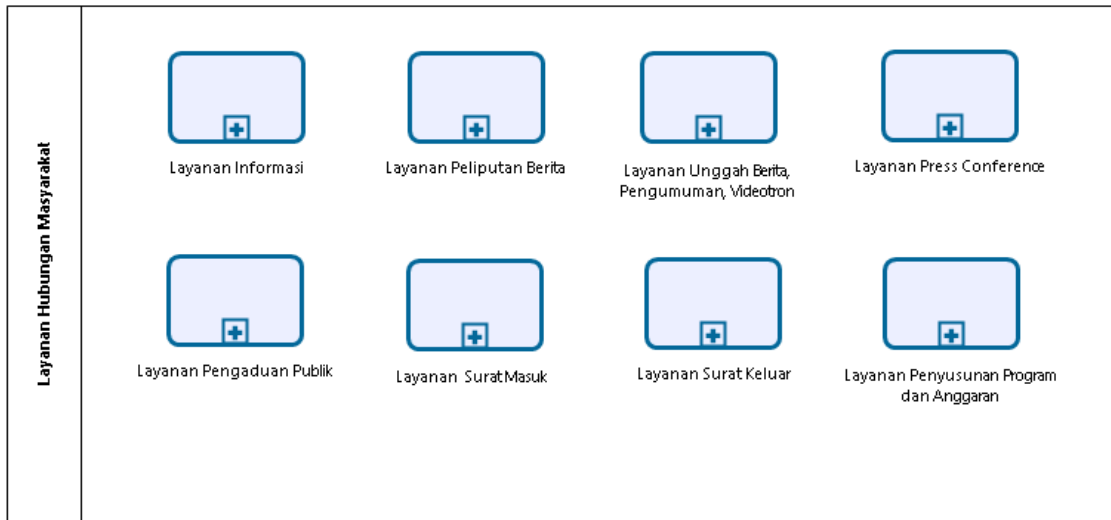 Layanan Hubungan Masyarakat
Layanan Informasi
Layanan Peliputan Berita
Layanan Unggah Berita,
Pengumuman, Videotron
Layanan Press Conference
Layanan Pengaduan Publik
Layanan Surat Masuk
Layanan Surat Keluar
Layanan Penyusunan Program
dan Anggaran